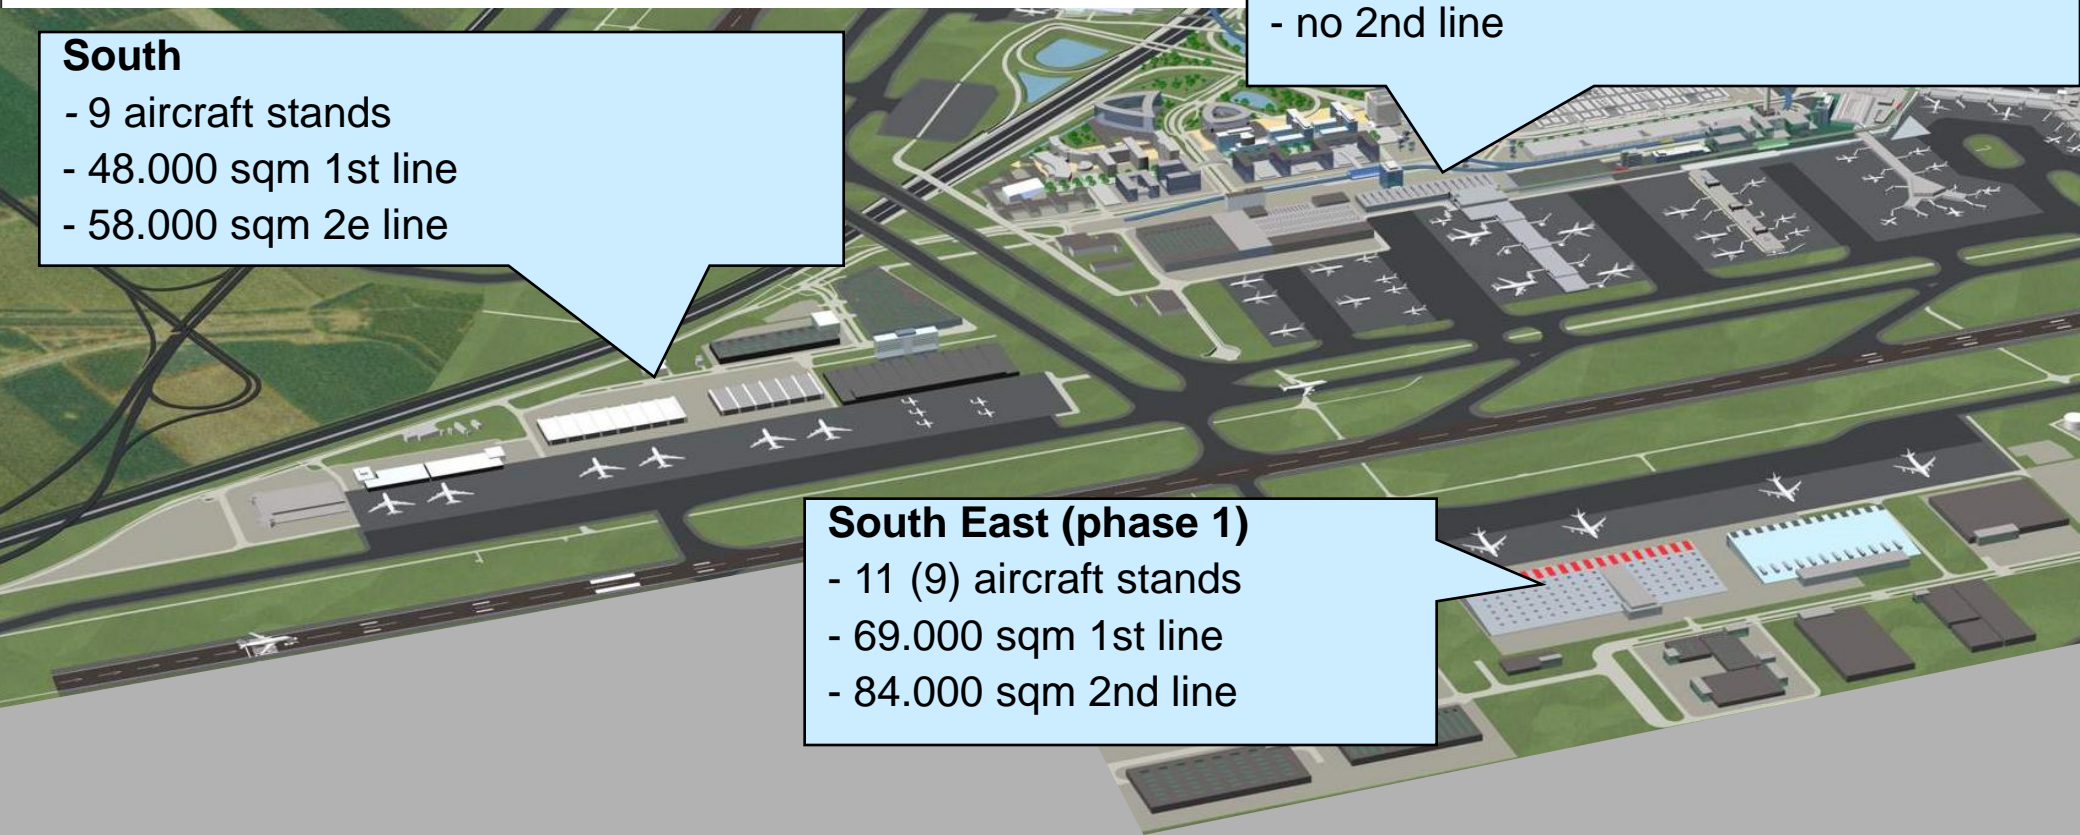 - no 2nd line
South
- 9 aircraft stands
- 48.000 sqm 1st line
- 58.000 sqm 2e line
South East (phase 1)
- 11 (9) aircraft stands
- 69.000 sqm 1st line
- 84.000 sqm 2nd line